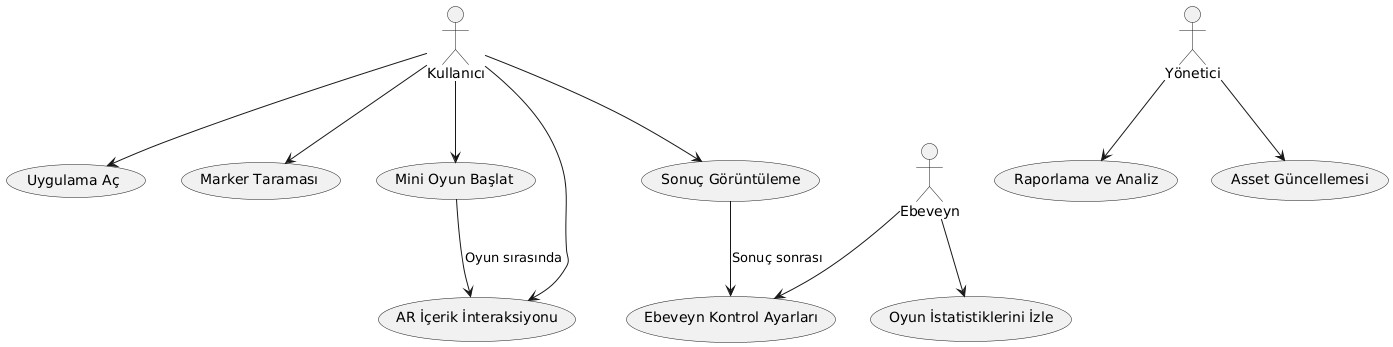 Kullanıcı
Yönetici
Uygulama Aç
Marker Taraması
Mini Oyun Başlat
Sonuç Görüntüleme
Ebeveyn
Raporlama ve Analiz
Asset Güncellemesi
Oyun sırasında
Sonuç sonrası
AR İçerik İnteraksiyonu
Ebeveyn Kontrol Ayarları
Oyun İstatistiklerini İzle